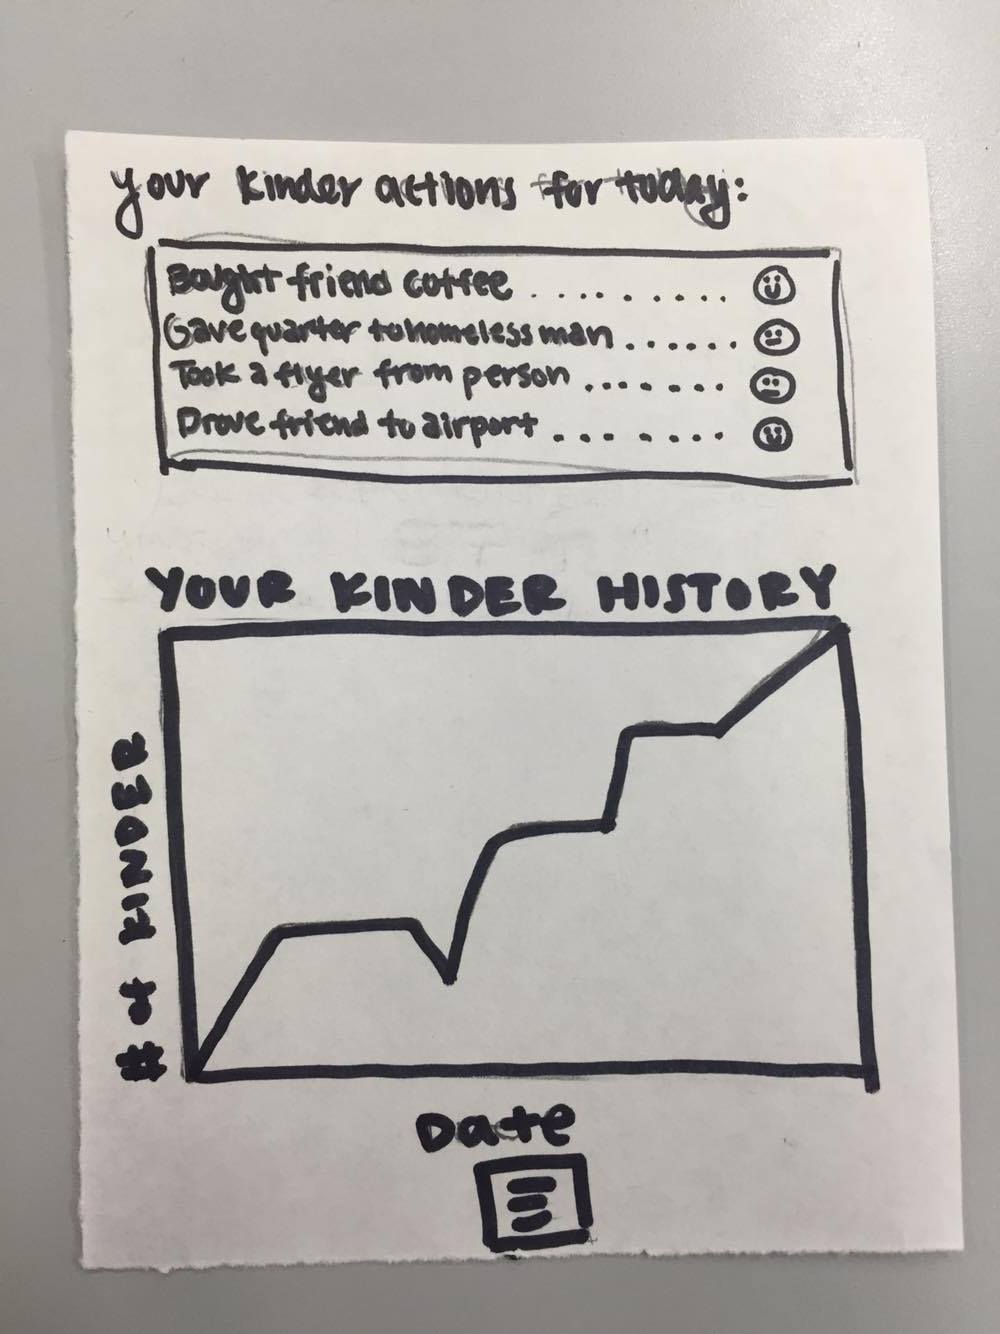 Your kinder actions for today:
Bought friend coffee ........
Gave quarter to homeless man ......
Took a flyer from person .......
Drove friend to airport ........
YOUR KINDER HISTORY
# of KINDER
Date